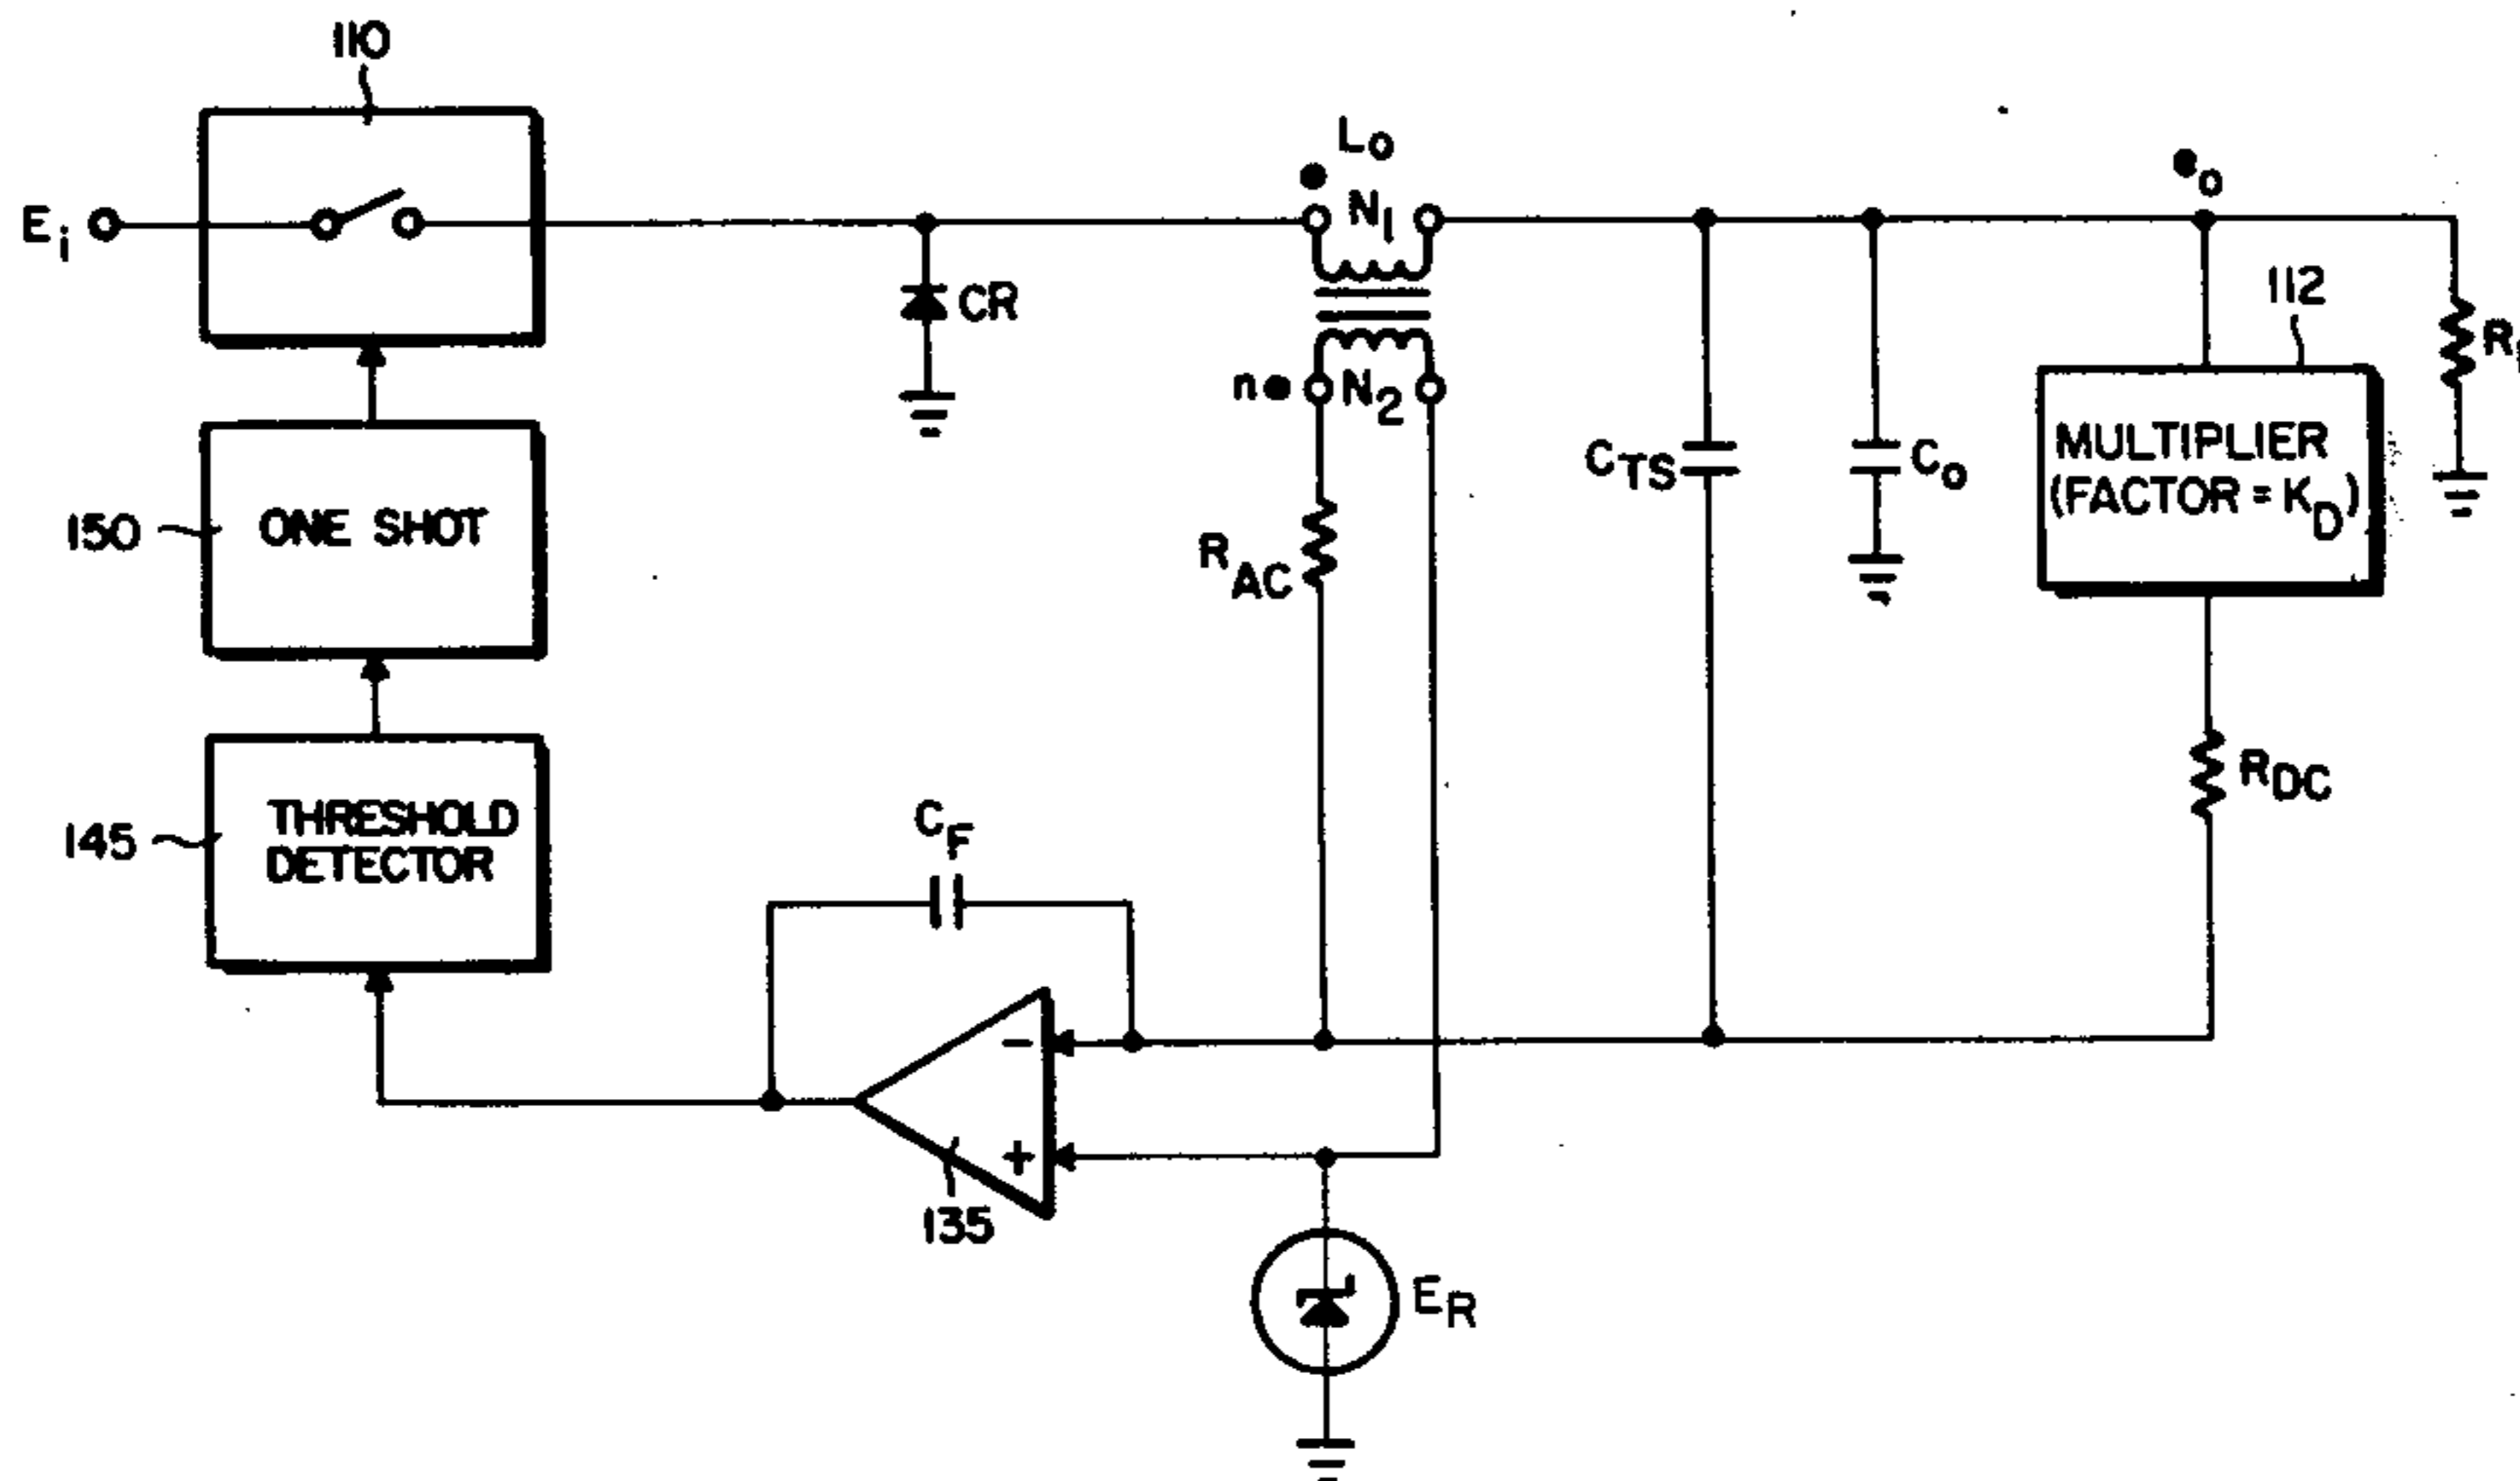 110
Lo
eo
Ei
N1
112
CR
n
N2
MULTIPLIER
(FACTOR = KD)
CTS
Co
150
ONE SHOT
RAC
RDC
145
THRESHOLD
DETECTOR
CF
-
+
135
ER